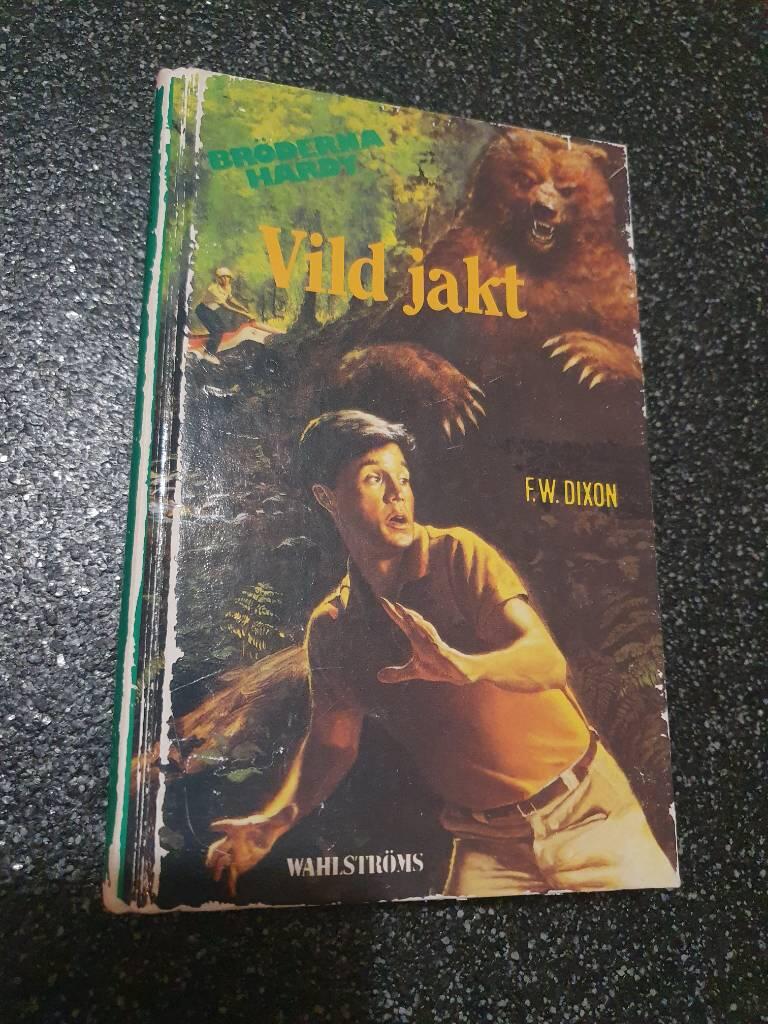 BRÖDERNA
HARDY
Vild jakt
F.W. DIXON
WAHLSTRÖMS